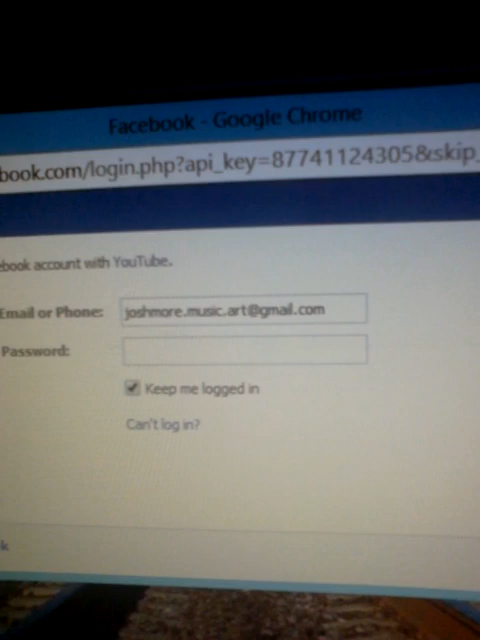 Facebook - Google Chrome
book.com/login.php?api_key=87741124305&skip_
ebook account with YouTube.
Email or Phone: joshmore.music.art@gmail.com
Password:
Keep me logged in
Can't log in?
k